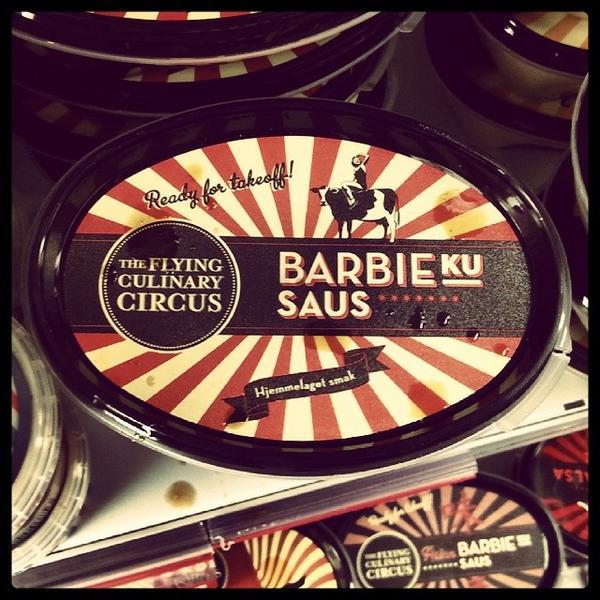 Ready for takeoff!
THE FLYING
CULINARY
CIRCUS
BARBIE KU
SAUS
Hjemmelaget smak
ALSA
THE FLYING
CULINARY
CIRCUS
BARBIE KU
SAUS